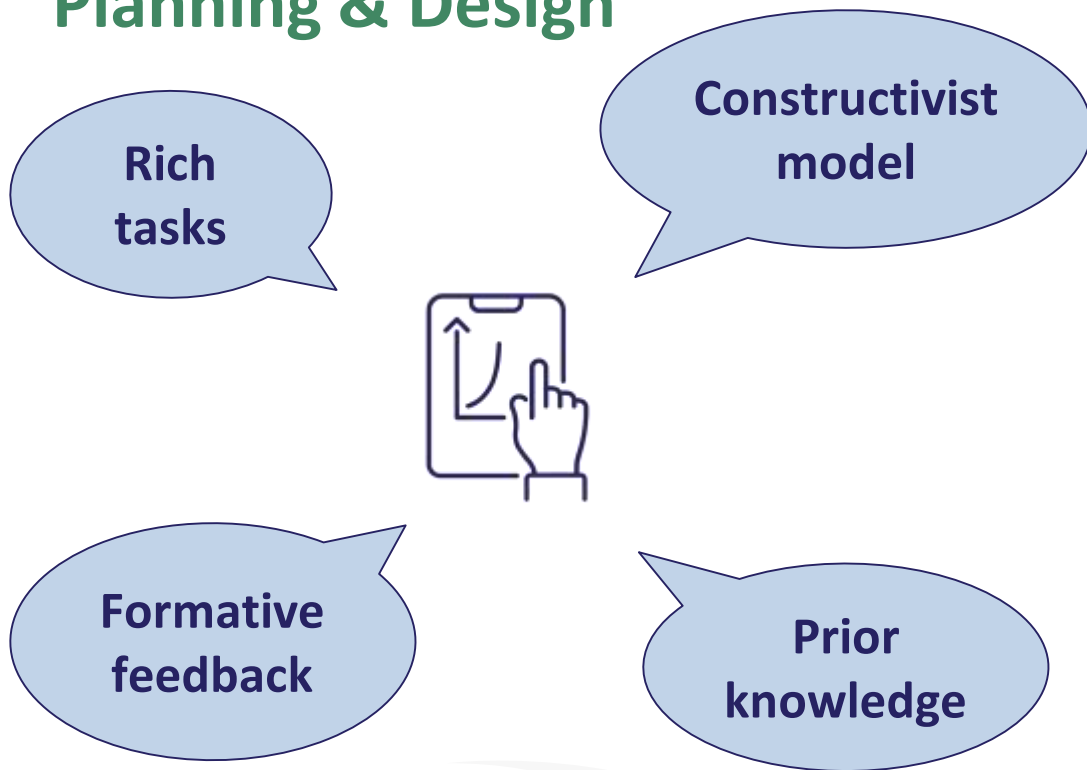 Planning & Design
Rich
tasks
Constructivist
model
Formative
feedback
Prior
knowledge